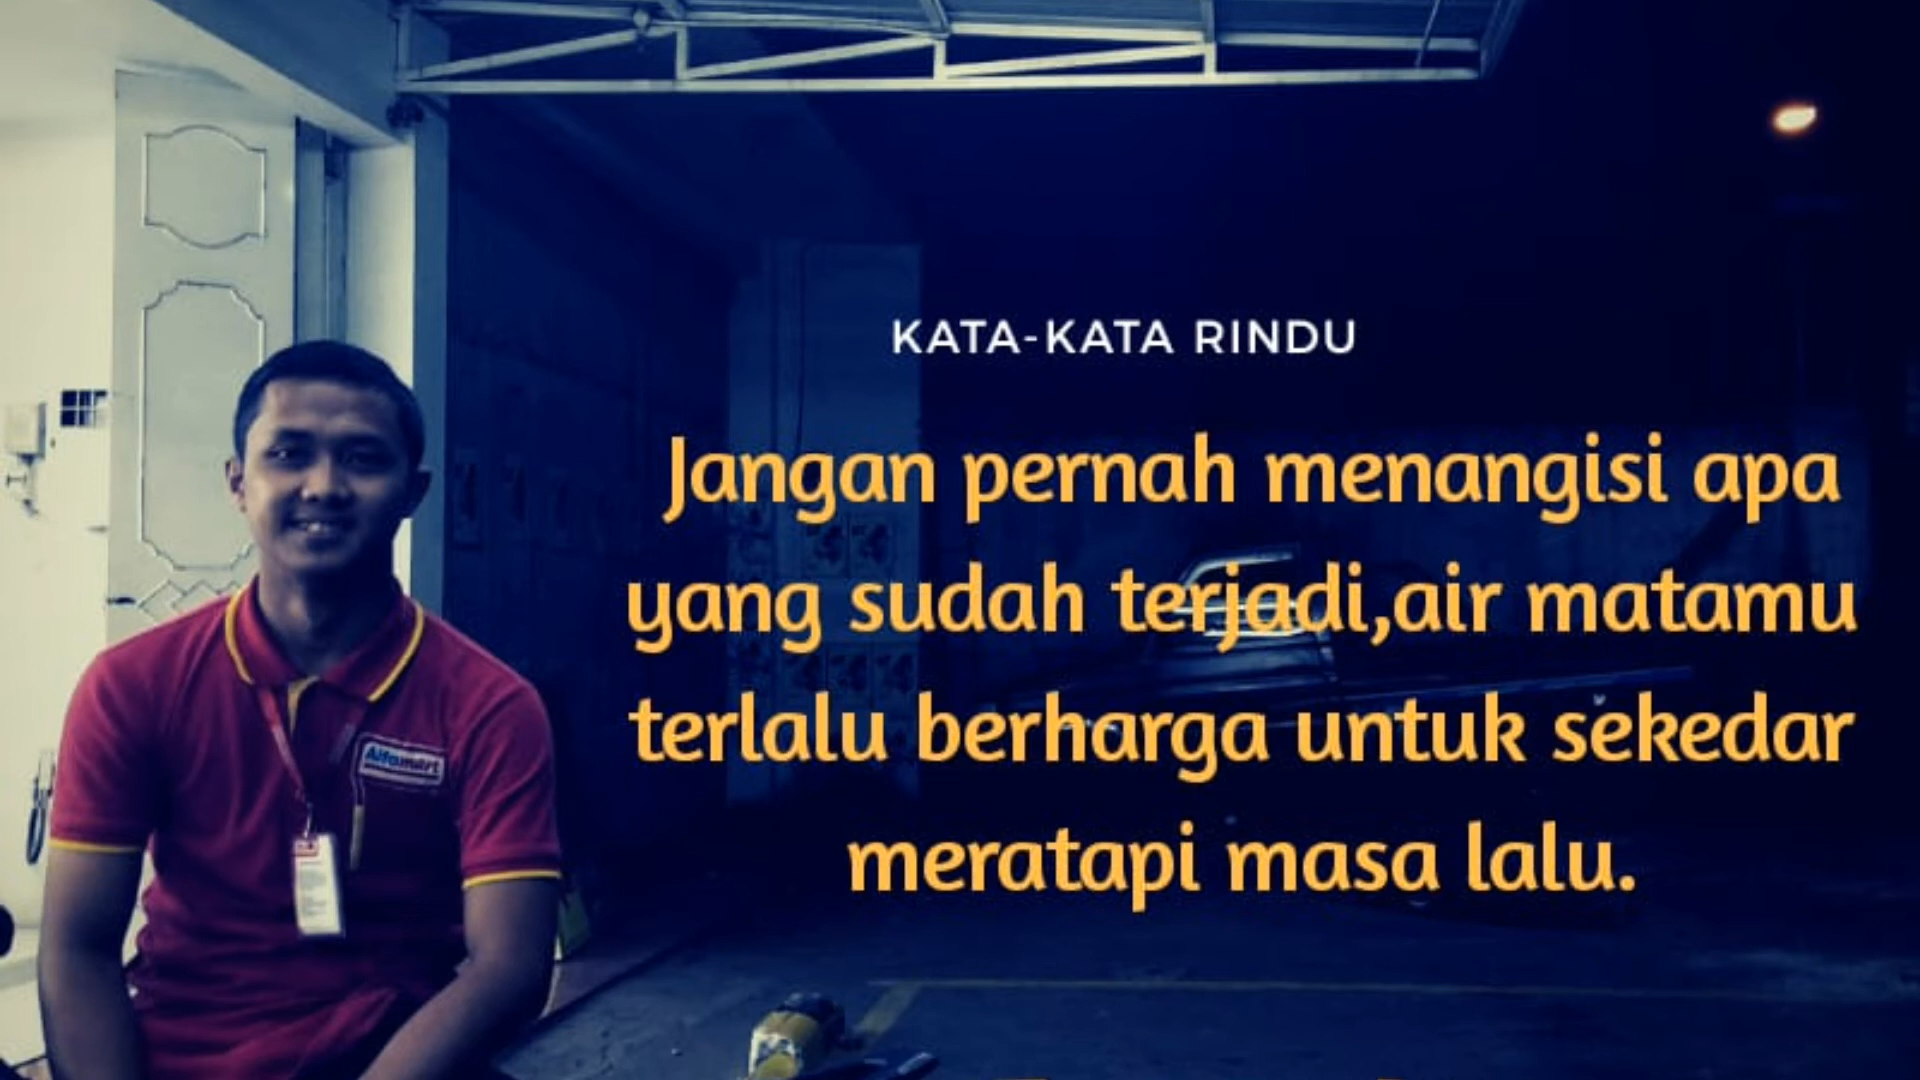 KATA-KATA RINDU
Jangan pernah menangisi apa
yang sudah terjadi,air matamu
terlalu berharga untuk sekedar
meratapi masa lalu.
Alfamart